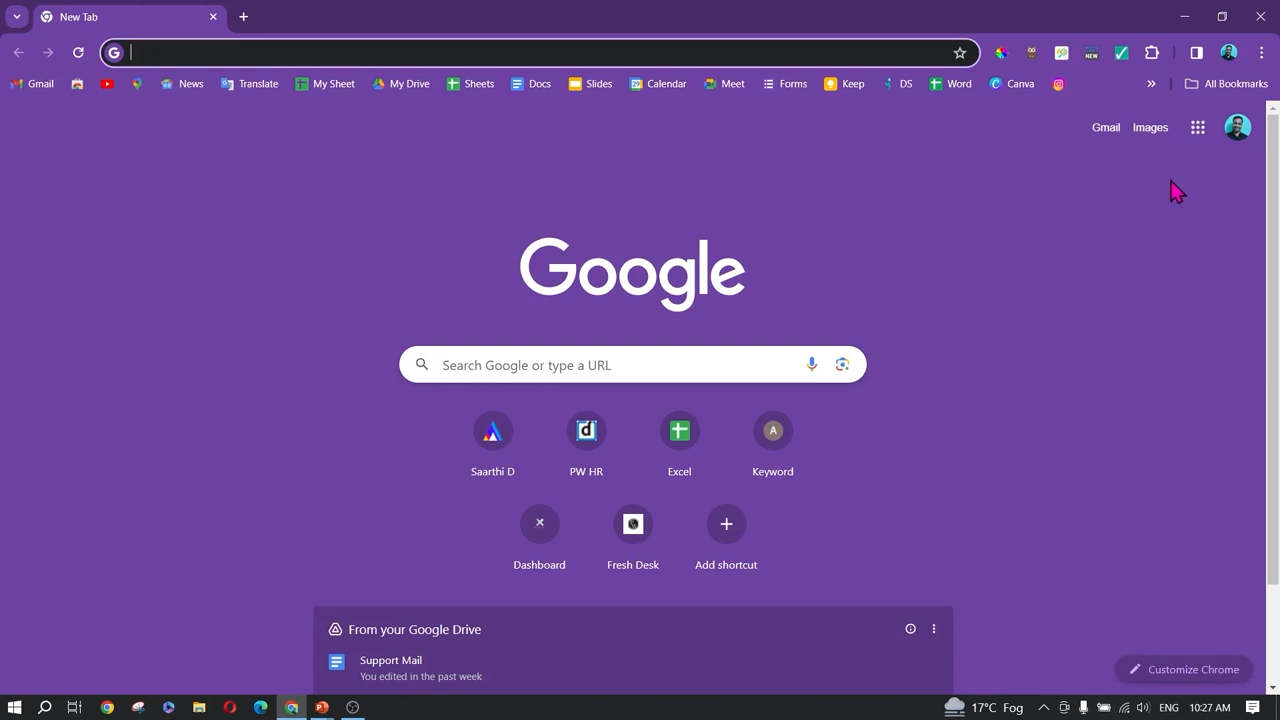 New Tab
Gmail
News
Translate
My Sheet
My Drive
Sheets
Docs
Slides
Calendar
Meet
Forms
Keep
DS
Word
Canva
All Bookmarks
Gmail
Images
Google
Search Google or type a URL
Saarthi D
PW HR
Excel
A
Keyword
Dashboard
Fresh Desk
Add shortcut
From your Google Drive
Support Mail
You edited in the past week
Customize Chrome
17°C Fog
ENG
10:27 AM